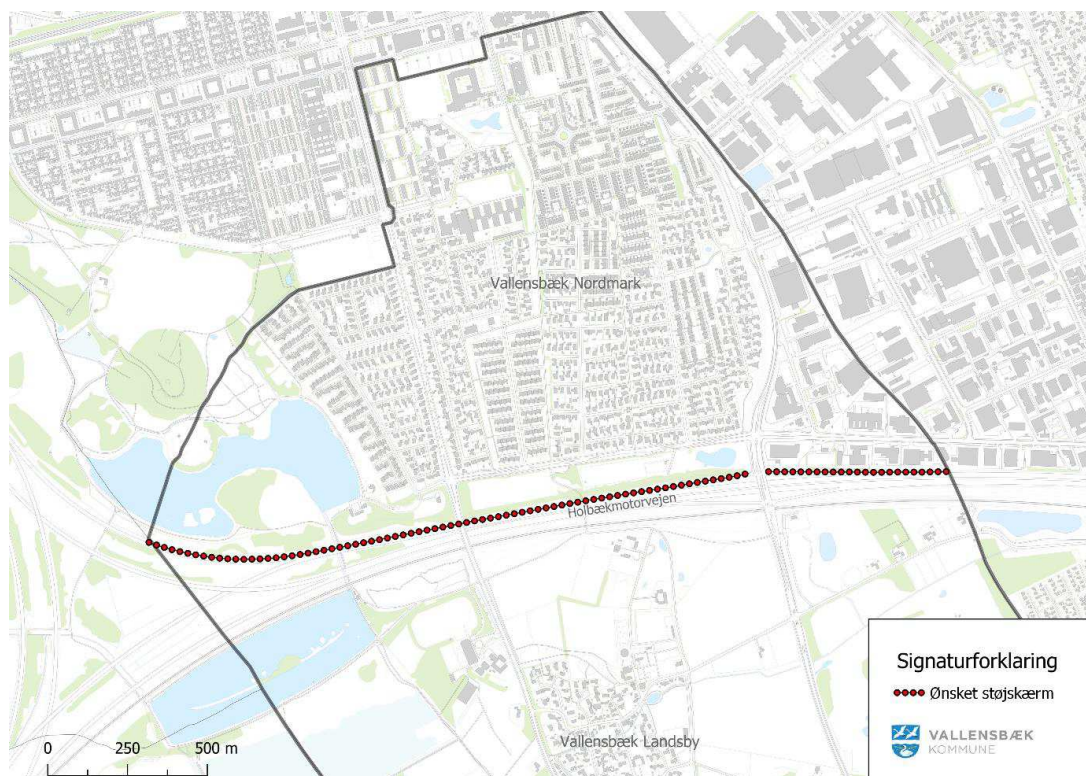 Vallensbæk Nordmark
Holbækmotorvejen
Vallensbæk Landsby
Signaturforklaring
Ønsket støjskærm
VALLENSBÆK
KOMMUNE
0 250 500 m